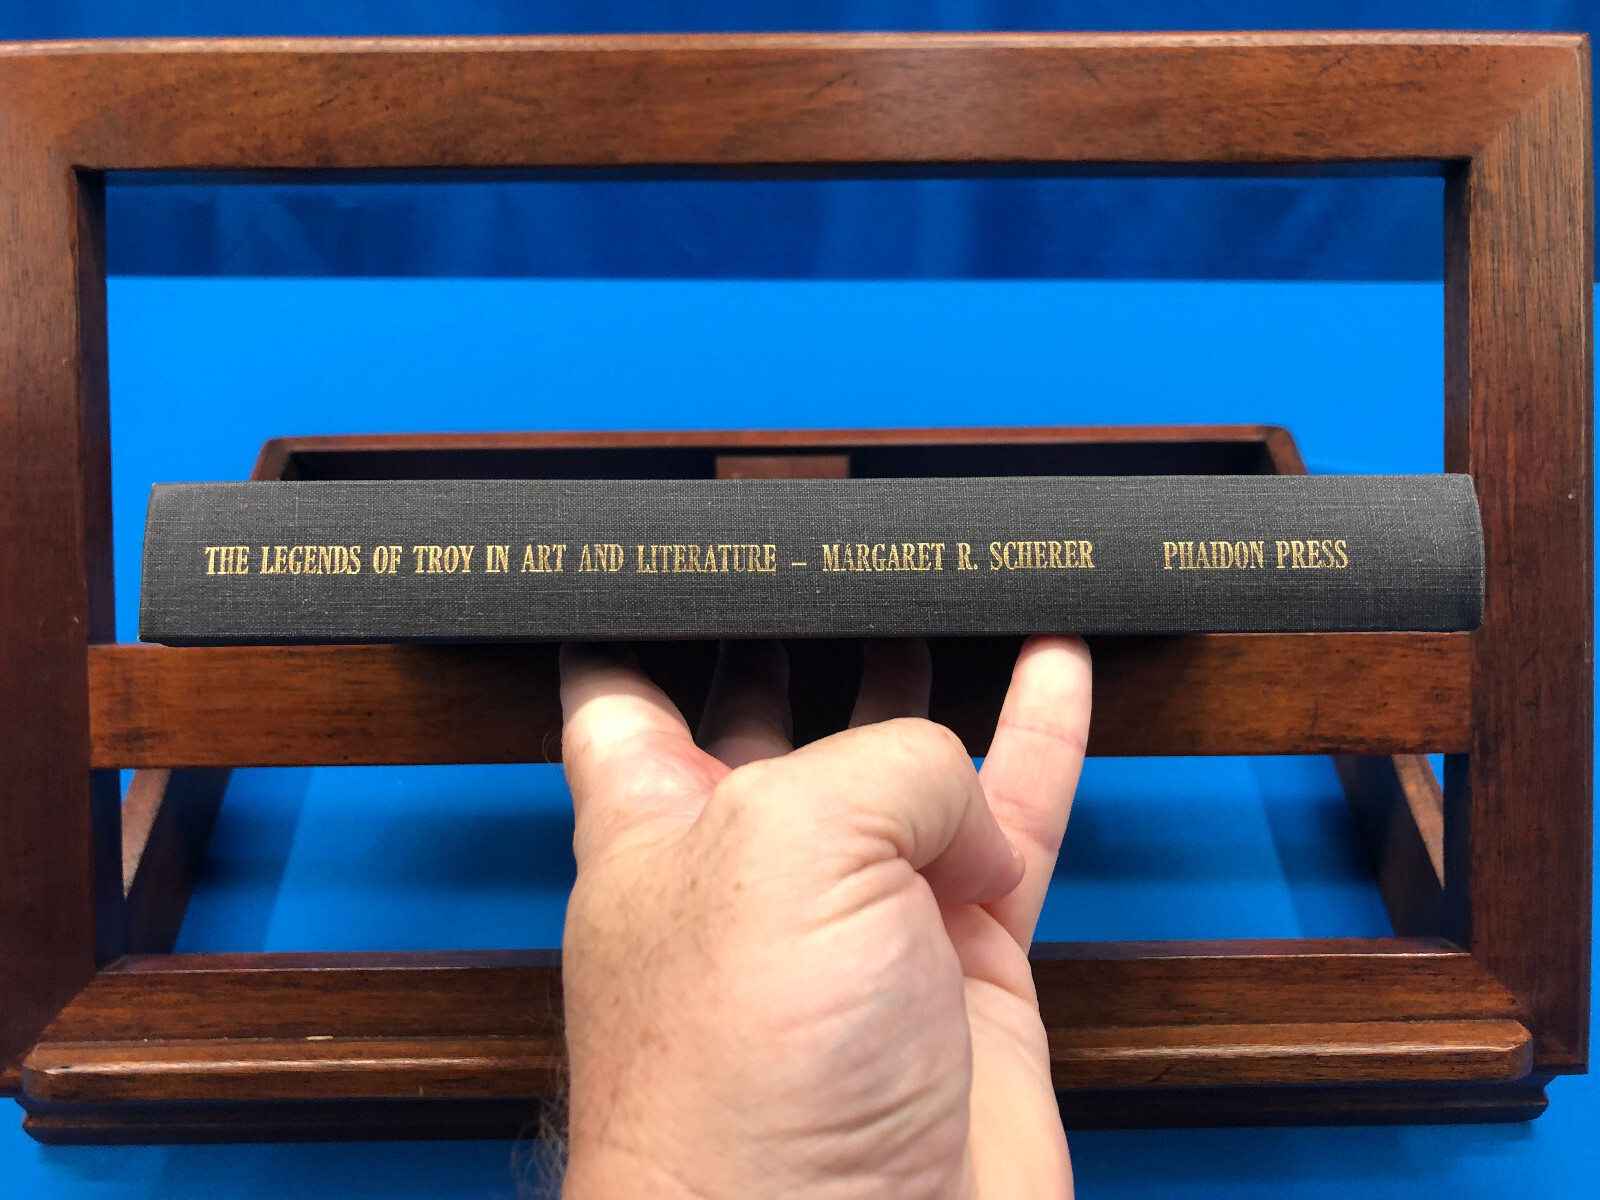 THE LEGENDS OF TROY IN ART AND LITERATURE – MARGARET R. SCHERER PHAIDON PRESS